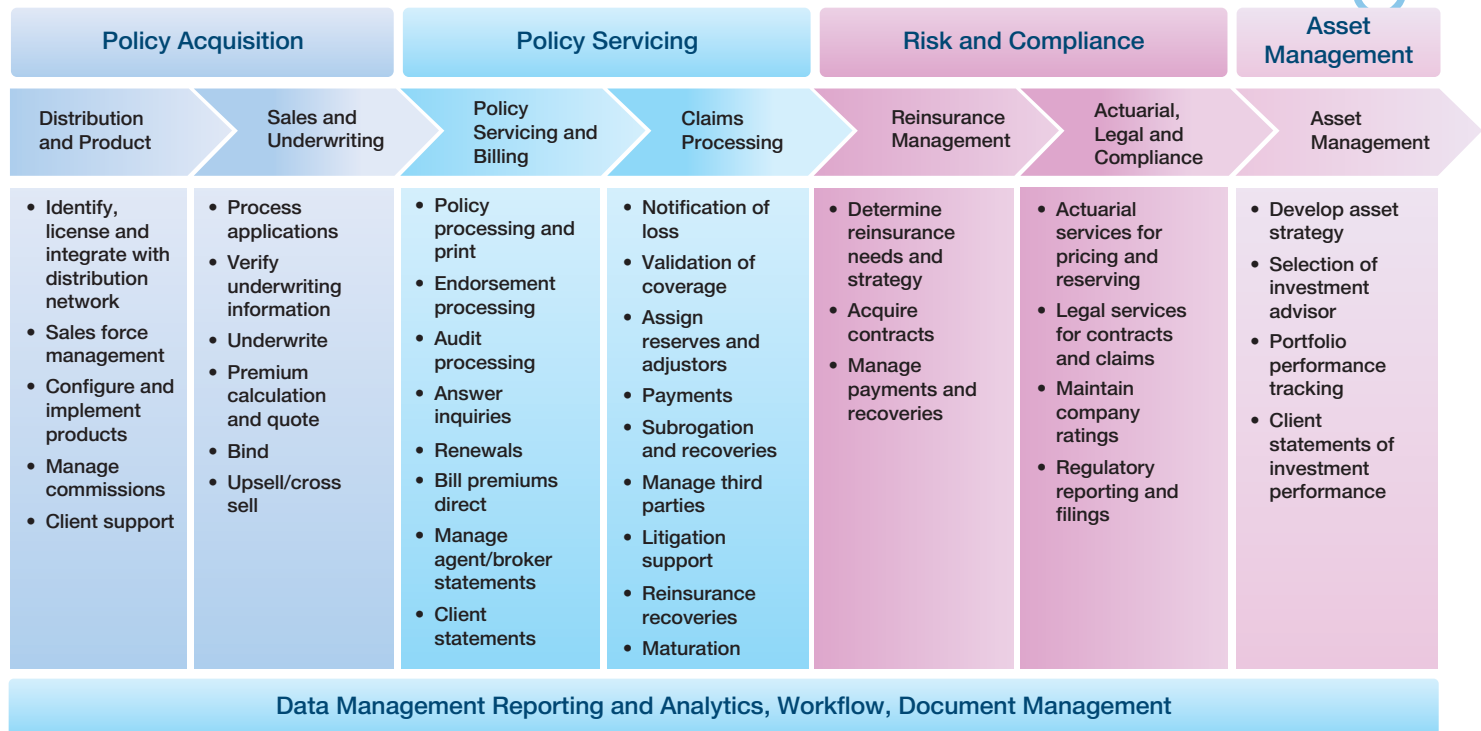 Policy Acquisition
Policy Servicing
Risk and Compliance
Asset
Management
Distribution
and Product
Sales and
Underwriting
Policy
Servicing and
Billing
Claims
Processing
Reinsurance
Management
Actuarial,
Legal and
Compliance
Asset
Management
• Identify,
license and
integrate with
distribution
network
• Sales force
management
• Configure and
implement
products
• Manage
commissions
• Client support
• Process
applications
• Verify
underwriting
information
• Underwrite
• Premium
calculation
and quote
• Bind
• Upsell/cross
sell
• Policy
processing and
print
• Endorsement
processing
• Audit
processing
• Answer
inquiries
• Renewals
• Bill premiums
direct
• Manage
agent/broker
statements
• Client
statements
• Notification of
loss
• Validation of
coverage
• Assign
reserves and
adjustors
• Payments
• Subrogation
and recoveries
• Manage third
parties
• Litigation
support
• Reinsurance
recoveries
• Maturation
• Determine
reinsurance
needs and
strategy
• Acquire
contracts
• Manage
payments and
recoveries
• Actuarial
services for
pricing and
reserving
• Legal services
for contracts
and claims
• Maintain
company
ratings
• Regulatory
reporting and
filings
• Develop asset
strategy
• Selection of
investment
advisor
• Portfolio
performance
tracking
• Client
statements of
investment
performance
Data Management Reporting and Analytics, Workflow, Document Management